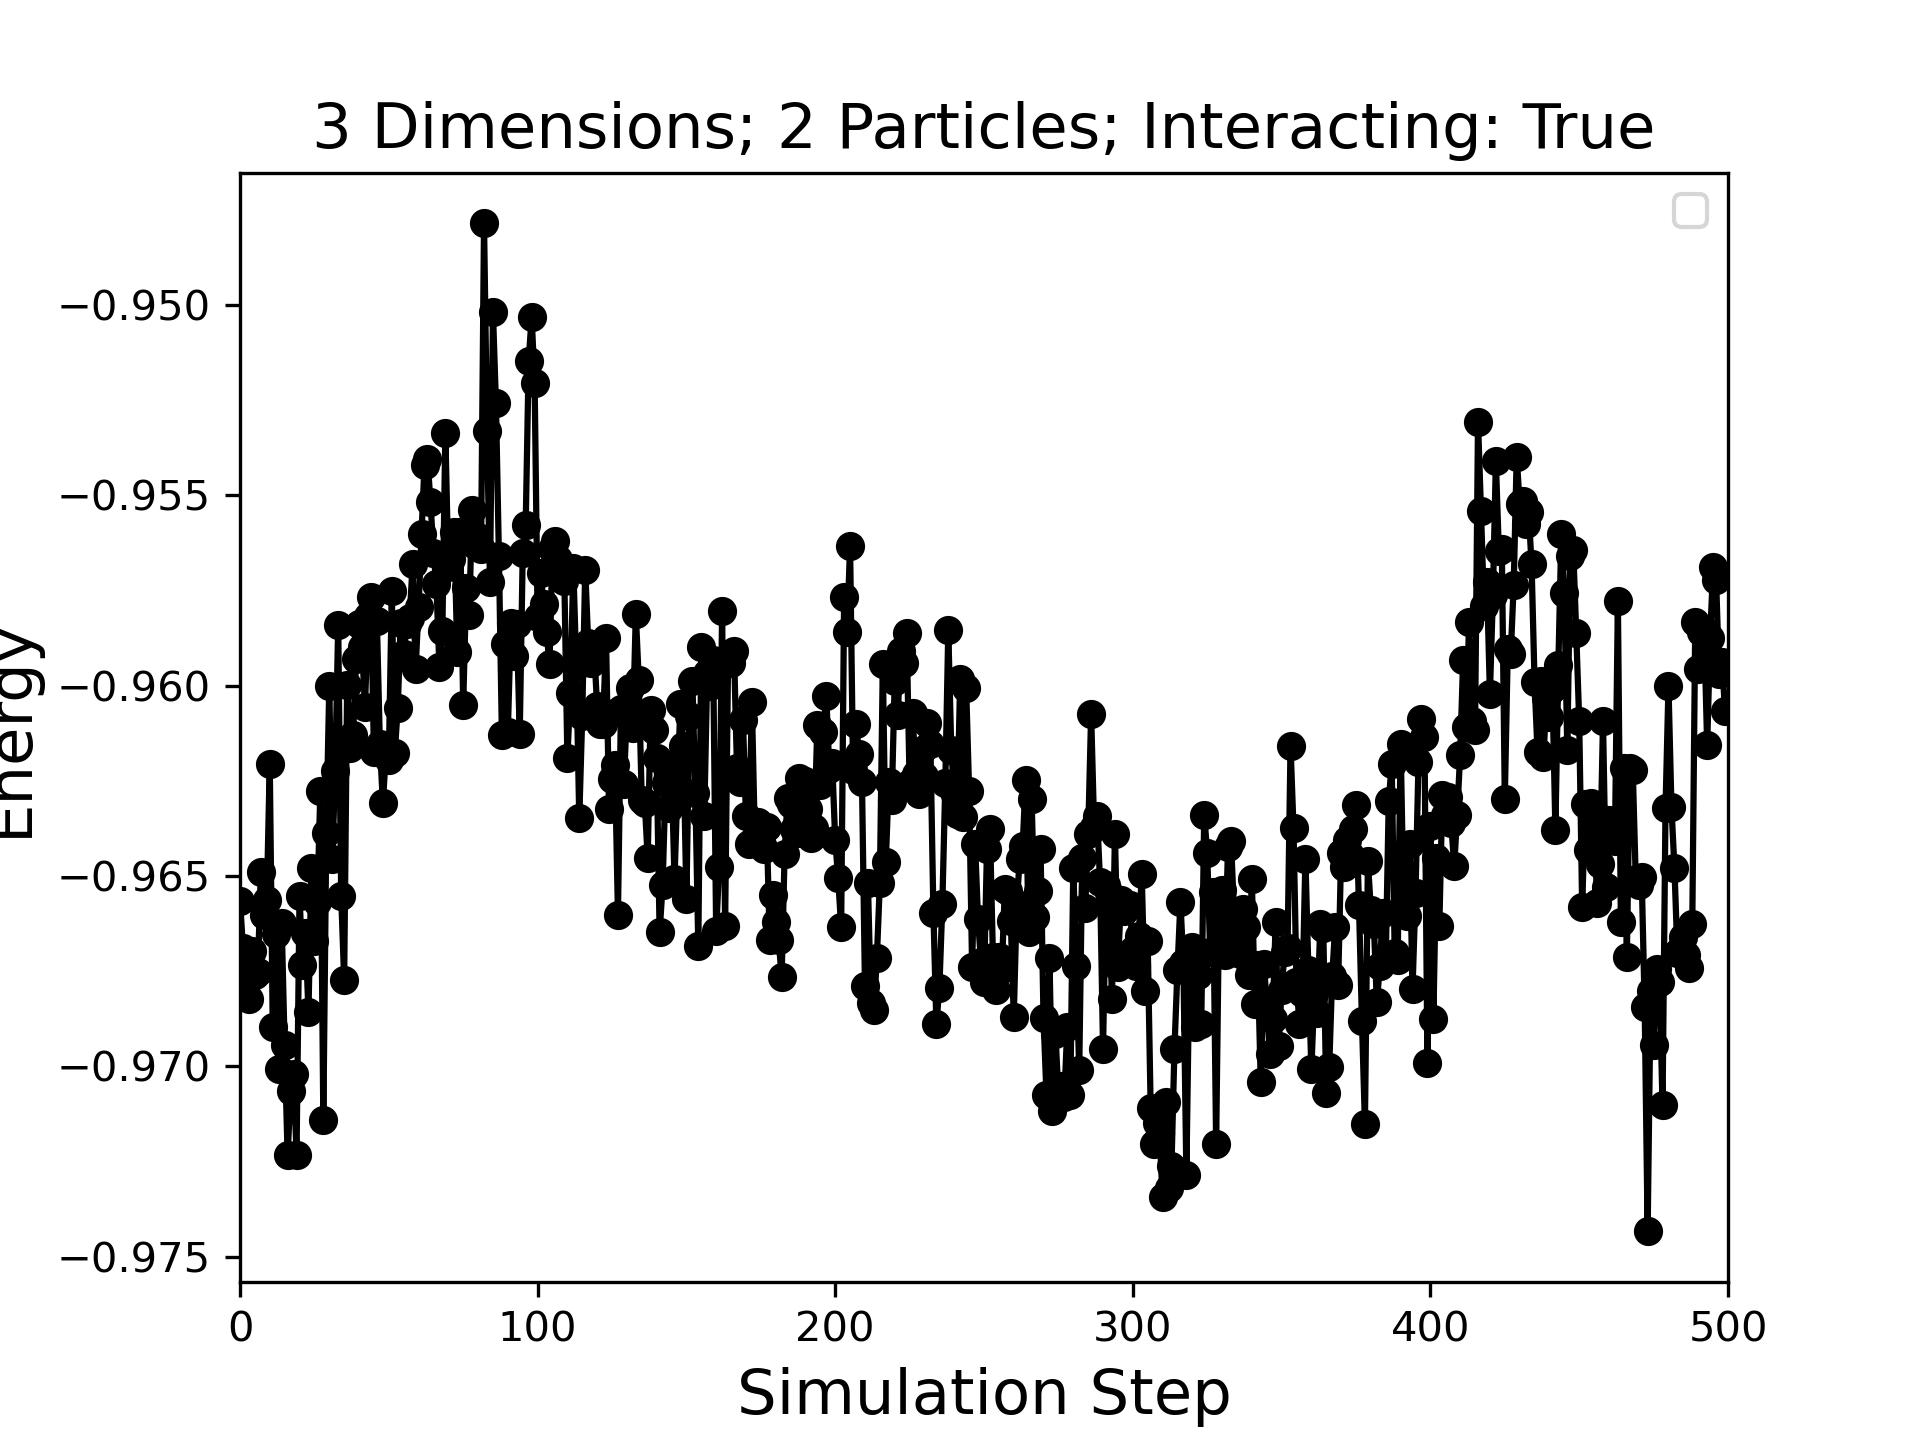 3 Dimensions; 2 Particles; Interacting: True
−0.950
−0.955
−0.960
−0.965
−0.970
−0.975
Energy
0 100 200 300 400 500
Simulation Step